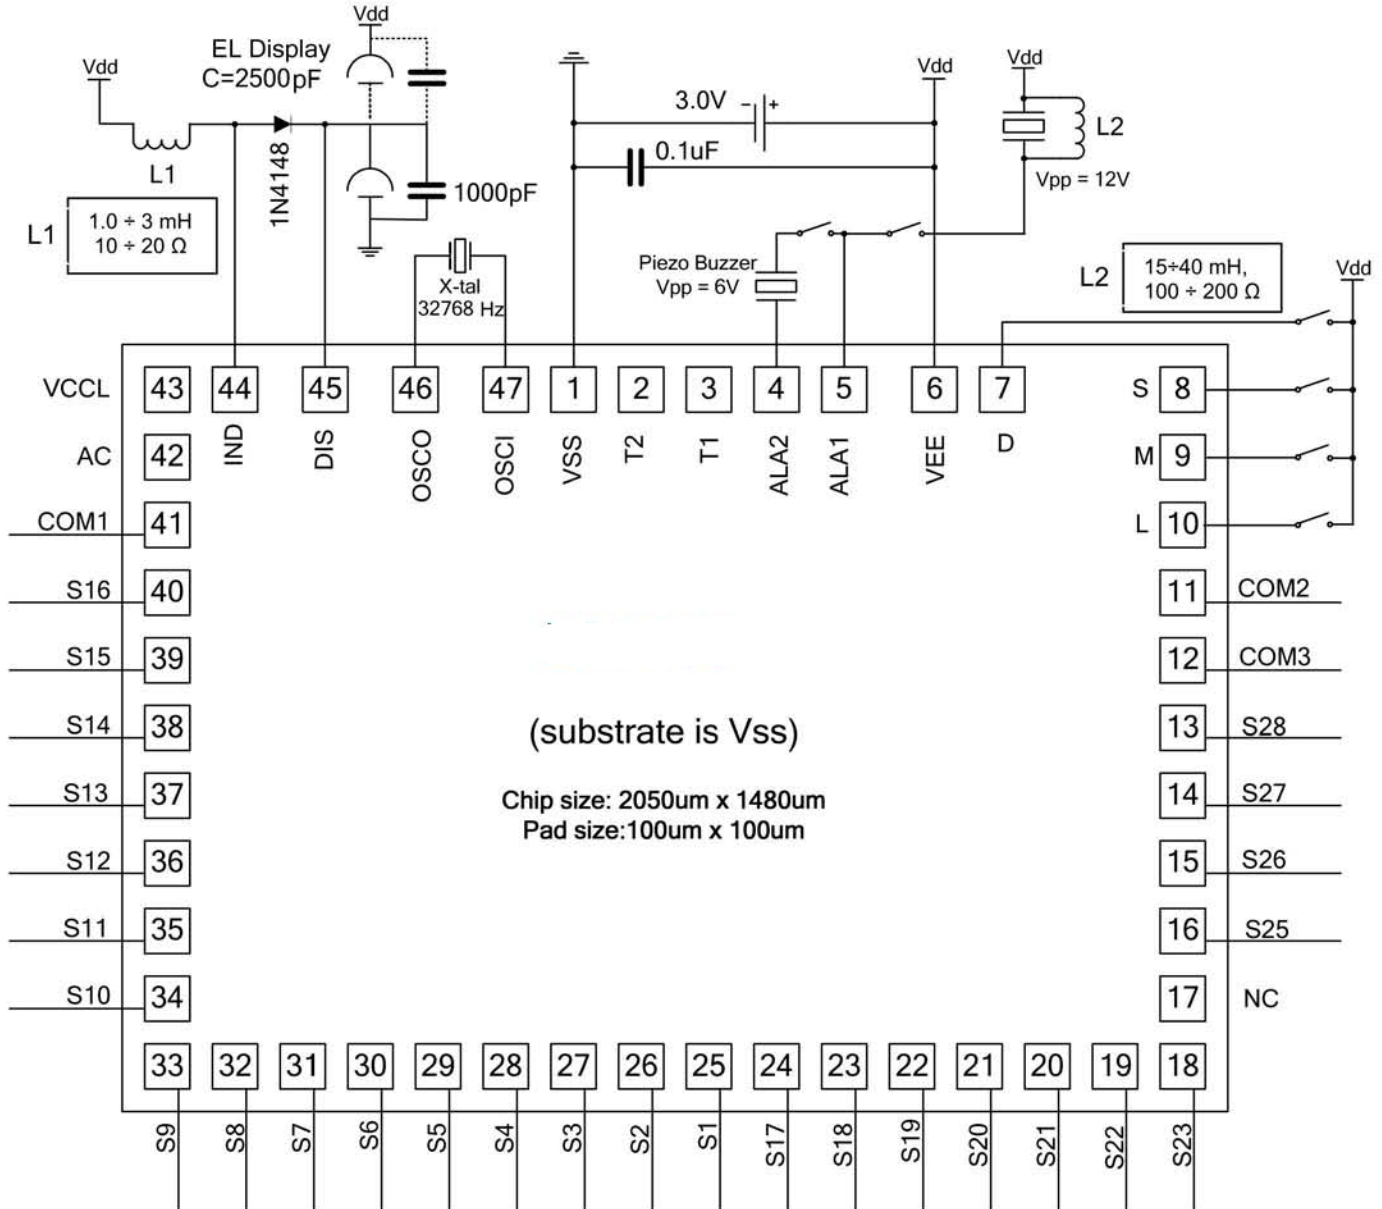 Vdd
EL Display
C=2500pF
Vdd
L1
1N4148
1000pF
L1
1.0 ÷ 3 mH
10 ÷ 20 Ω
X-tal
32768 Hz
3.0V
- +
0.1uF
Vdd
Vdd
L2
Vpp = 12V
Piezo Buzzer
Vpp = 6V
L2
15÷40 mH,
100 ÷ 200 Ω
Vdd
VCCL 43 44 45 46 47 1 2 3 4 5 6 7 S 8
IND DIS OSCO OSCI VSS T2 T1 ALA2 ALA1 VEE D
AC 42 M 9
COM1 41 L 10
S16 40 11 COM2
S15 39 12 COM3
S14 38 13 S28
(substrate is Vss)
S13 37 14 S27
Chip size: 2050um x 1480um
Pad size:100um x 100um
S12 36 15 S26
S11 35 16 S25
S10 34 17 NC
33 32 31 30 29 28 27 26 25 24 23 22 21 20 19 18
S9 S8 S7 S6 S5 S4 S3 S2 S1 S17 S18 S19 S20 S21 S22 S23